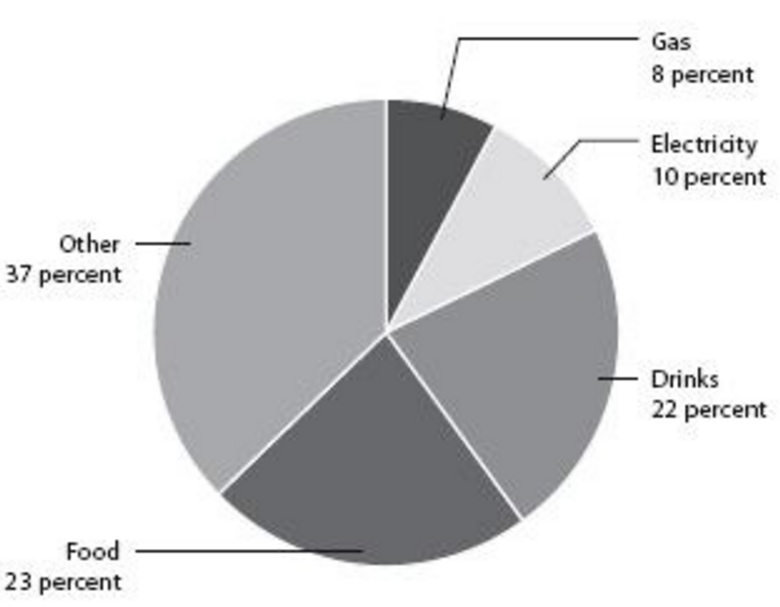 Gas
8 percent
Electricity
10 percent
Other
37 percent
Drinks
22 percent
Food
23 percent